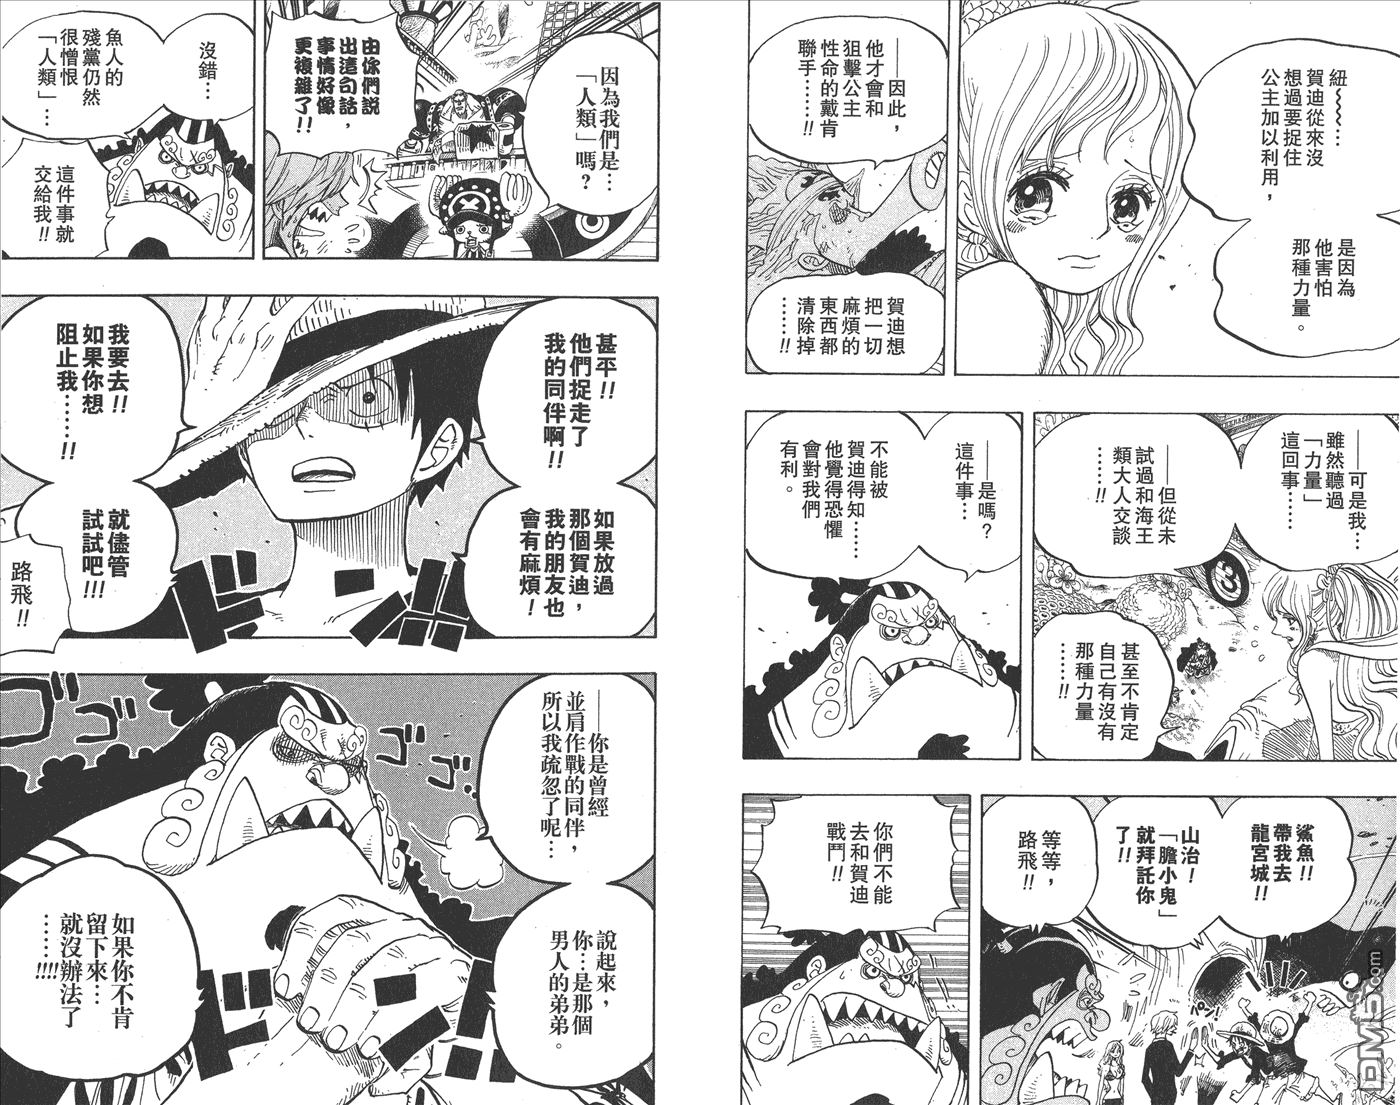 紐～～～…
賀迪從來沒
想過要捉住
公主加以利用，
是因為
他害怕
那種力量。
——因此，
他才會和
狙擊公主
性命的戴肯
聯手………!!
賀迪想
把一切
麻煩的
東西都
清除掉
……!!
——可是我…
雖然聽過
「力量」
這回事……
——但從未
試過和海王
類大人交談
……!!
甚至不肯定
自己有沒有
那種力量
……!!
——是嗎?
這件事…
不能被
賀迪得知……
他覺得恐懼
會對我們
有利。
鯊魚!!
帶我去
龍宮城!!
山治!
「膽小鬼」
就拜託你
了!!
等等，
路飛!!
パン!
你們不能
去和賀迪
戰鬥!!
因為我們是…
「人類」嗎?
由你們說
出這句話，
事情好像
更複雜了!!
沒錯…
魚人的
殘黨仍然
很憎恨
「人類」…
這件事就
交給我!!
甚平!!
他們捉走了
我的同伴啊!!
如果放過
那個賀迪，
我的朋友也
會有麻煩!
我要去!!
如果你想
阻止我……!!
就儘管
試試吧!!!
路飛!!
ドン!!
——你是曾經
並肩作戰的同伴，
所以我疏忽了呢…
說起來，
你…是那個
男人的弟弟。
如果你不肯
留下來…
就沒辦法了
……!!!!
ゴゴゴゴ
ドン!!
DM5.com